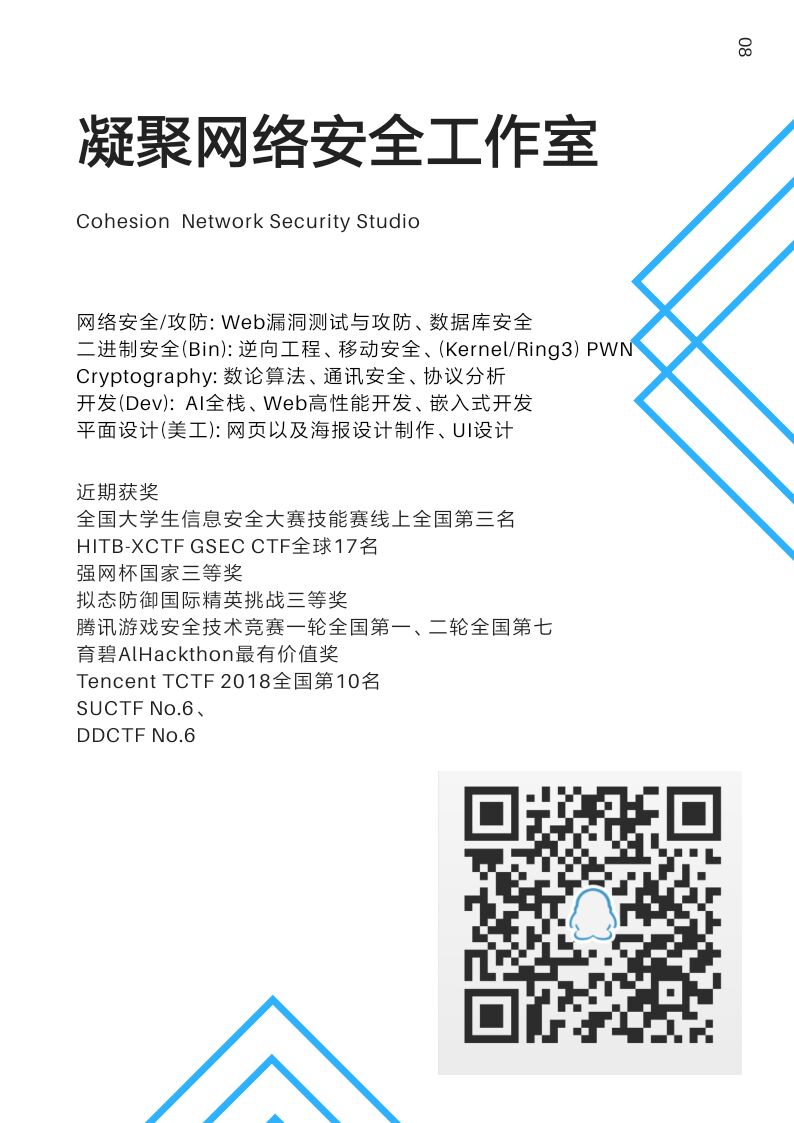 08
凝聚网络安全工作室
Cohesion Network Security Studio
网络安全/攻防: Web漏洞测试与攻防、数据库安全
二进制安全(Bin): 逆向工程、移动安全、(Kernel/Ring3) PWN
Cryptography: 数论算法、通讯安全、协议分析
开发(Dev): AI全栈、Web高性能开发、嵌入式开发
平面设计(美工): 网页以及海报设计制作、UI设计
近期获奖
全国大学生信息安全大赛技能赛线上全国第三名
HITB-XCTF GSEC CTF全球17名
强网杯国家三等奖
拟态防御国际精英挑战三等奖
腾讯游戏安全技术竞赛一轮全国第一、二轮全国第七
育碧AIHackthon最有价值奖
Tencent TCTF 2018全国第10名
SUCTF No.6、
DDCTF No.6